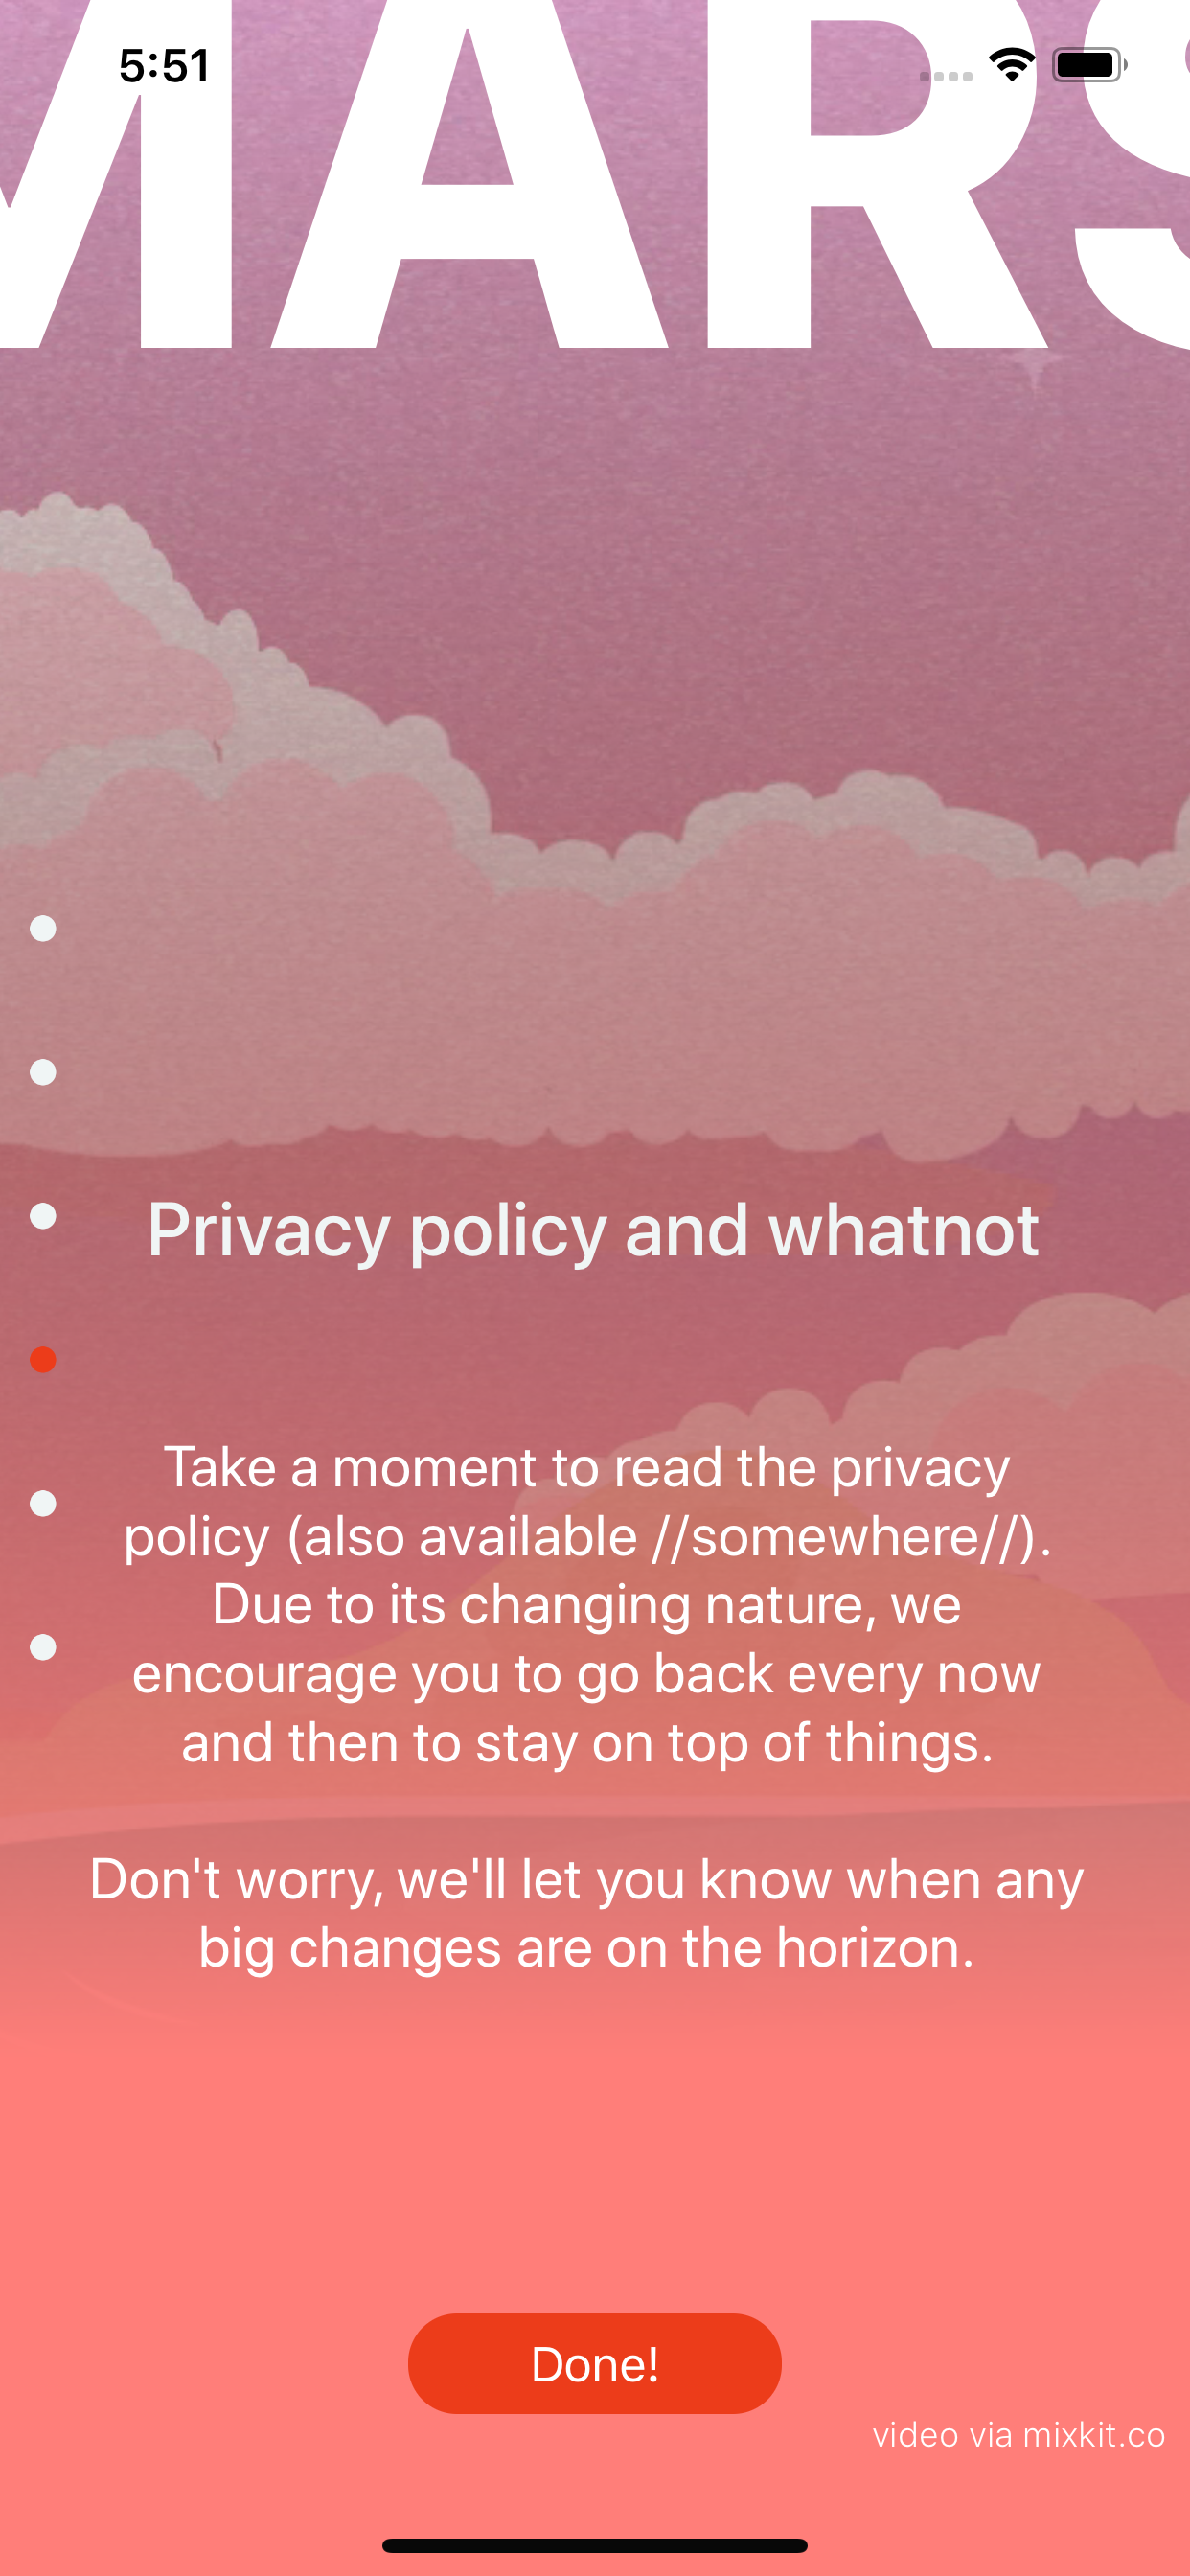 MARS
5:51
Privacy policy and whatnot
Take a moment to read the privacy
policy (also available //somewhere//).
Due to its changing nature, we
encourage you to go back every now
and then to stay on top of things.
Don't worry, we'll let you know when any
big changes are on the horizon.
Done!
video via mixkit.co